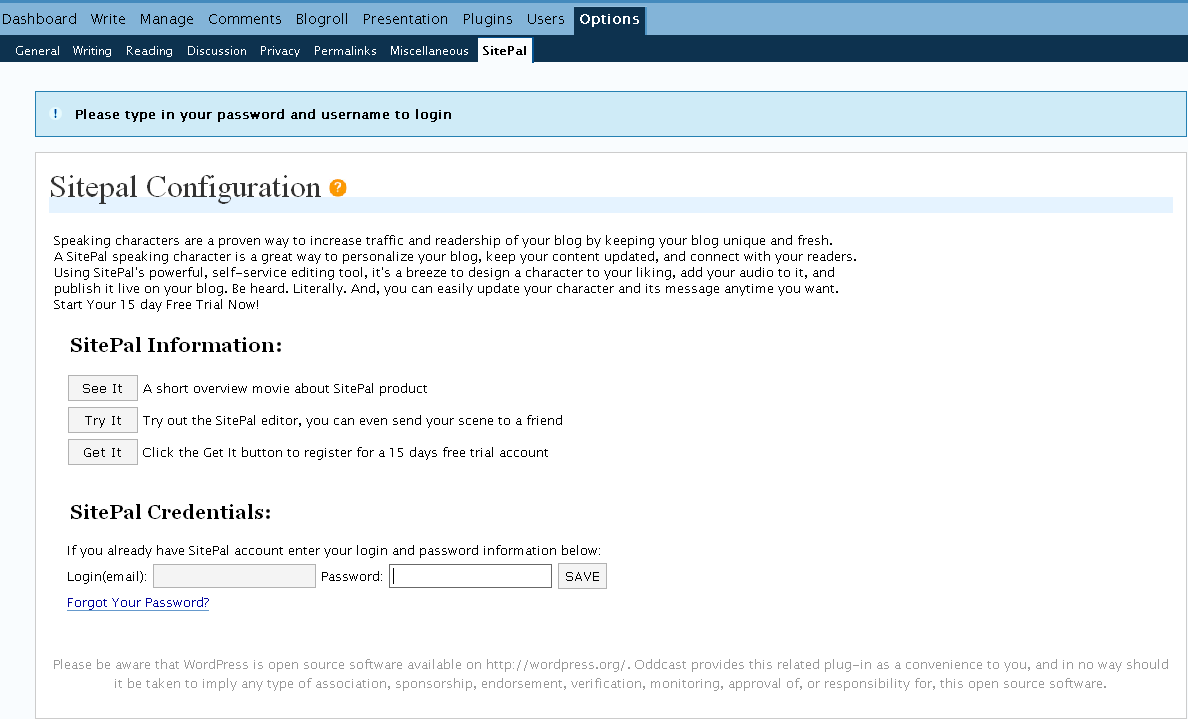 Dashboard Write Manage Comments Blogroll Presentation Plugins Users Options
General Writing Reading Discussion Privacy Permalinks Miscellaneous SitePal
! Please type in your password and username to login
Sitepal Configuration ?
Speaking characters are a proven way to increase traffic and readership of your blog by keeping your blog unique and fresh.
A SitePal speaking character is a great way to personalize your blog, keep your content updated, and connect with your readers.
Using SitePal's powerful, self-service editing tool, it's a breeze to design a character to your liking, add your audio to it, and
publish it live on your blog. Be heard. Literally. And, you can easily update your character and its message anytime you want.
Start Your 15 day Free Trial Now!
SitePal Information:
See It A short overview movie about SitePal product
Try It Try out the SitePal editor, you can even send your scene to a friend
Get It Click the Get It button to register for a 15 days free trial account
SitePal Credentials:
If you already have SitePal account enter your login and password information below:
Login(email): Password: SAVE
Forgot Your Password?
Please be aware that WordPress is open source software available on http://wordpress.org/. Oddcast provides this related plug-in as a convenience to you, and in no way should
it be taken to imply any type of association, sponsorship, endorsement, verification, monitoring, approval of, or responsibility for, this open source software.